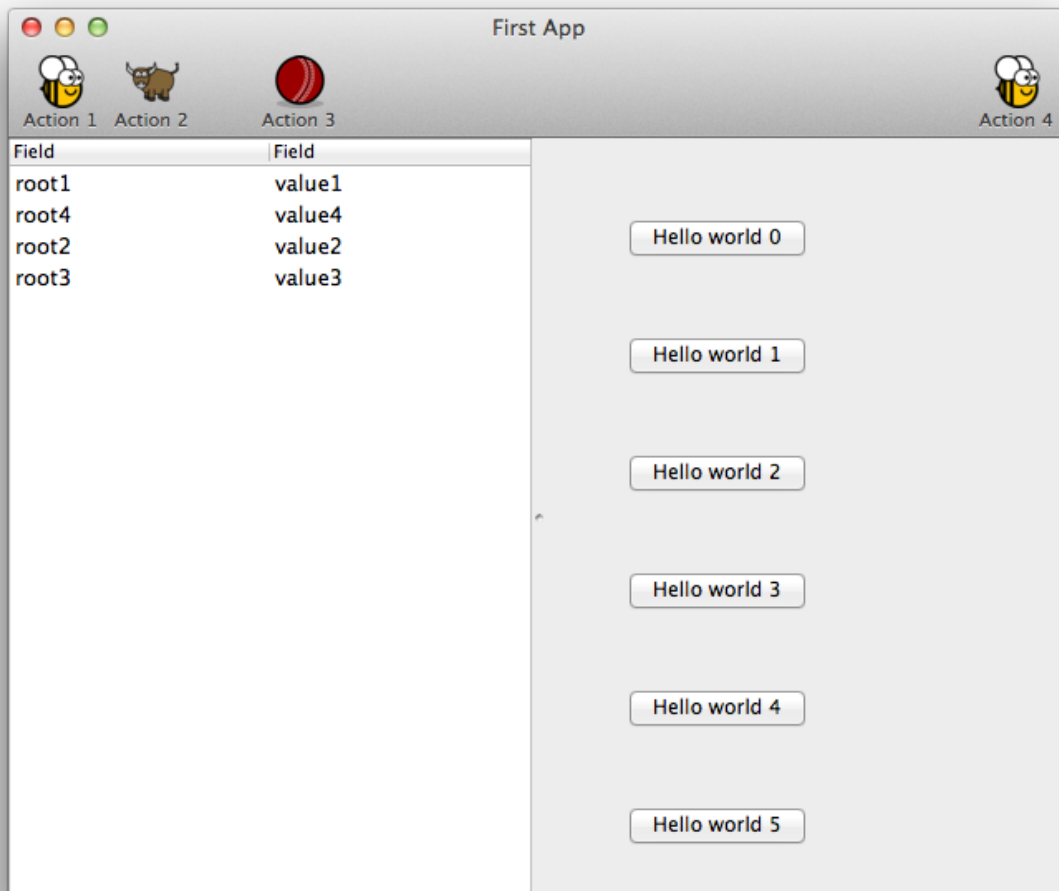 First App
Action 1 Action 2 Action 3 Action 4
Field Field
root1 value1
root4 value4
root2 value2
root3 value3
Hello world 0
Hello world 1
Hello world 2
Hello world 3
Hello world 4
Hello world 5